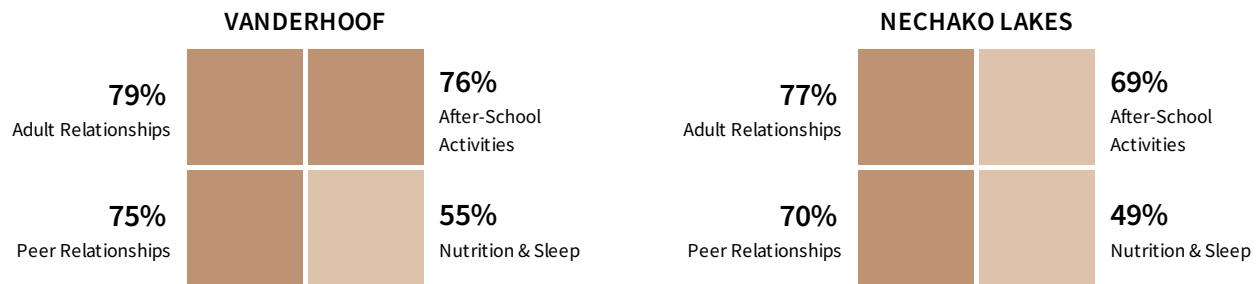 VANDERHOOF
79%
Adult Relationships
76%
After-School
Activities
75%
Peer Relationships
55%
Nutrition & Sleep
NECHAKO LAKES
77%
Adult Relationships
69%
After-School
Activities
70%
Peer Relationships
49%
Nutrition & Sleep